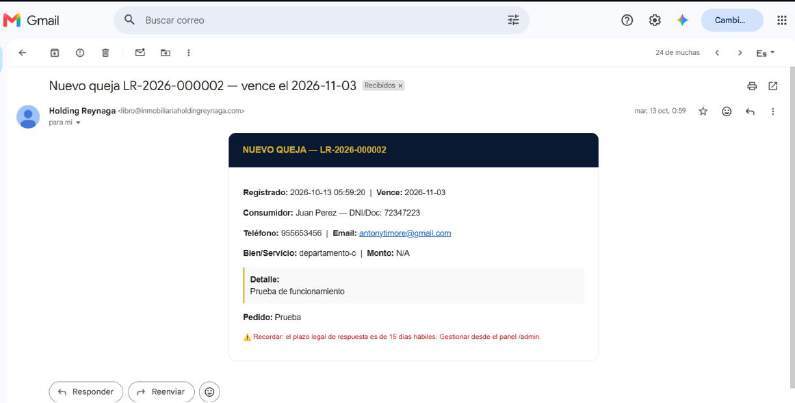 Gmail
Buscar correo
Cambi...
24 de muchas
Es
Nuevo queja LR-2026-000002 — vence el 2026-11-03 Recibidos ×
Holding Reynaga <libro@inmobiliariaholdingreynaga.com>
mar, 13 oct, 0:59
para mí
NUEVO QUEJA — LR-2026-000002
Registrado: 2026-10-13 05:59:20 | Vence: 2026-11-03
Consumidor: Juan Perez — DNI/Doc: 72347223
Teléfono: 955653456 | Email: antonytimore@gmail.com
Bien/Servicio: departamento-c | Monto: N/A
Detalle:
Prueba de funcionamiento
Pedido: Prueba
⚠ Recordar: el plazo legal de respuesta es de 15 días hábiles. Gestionar desde el panel /admin.
Responder
Reenviar